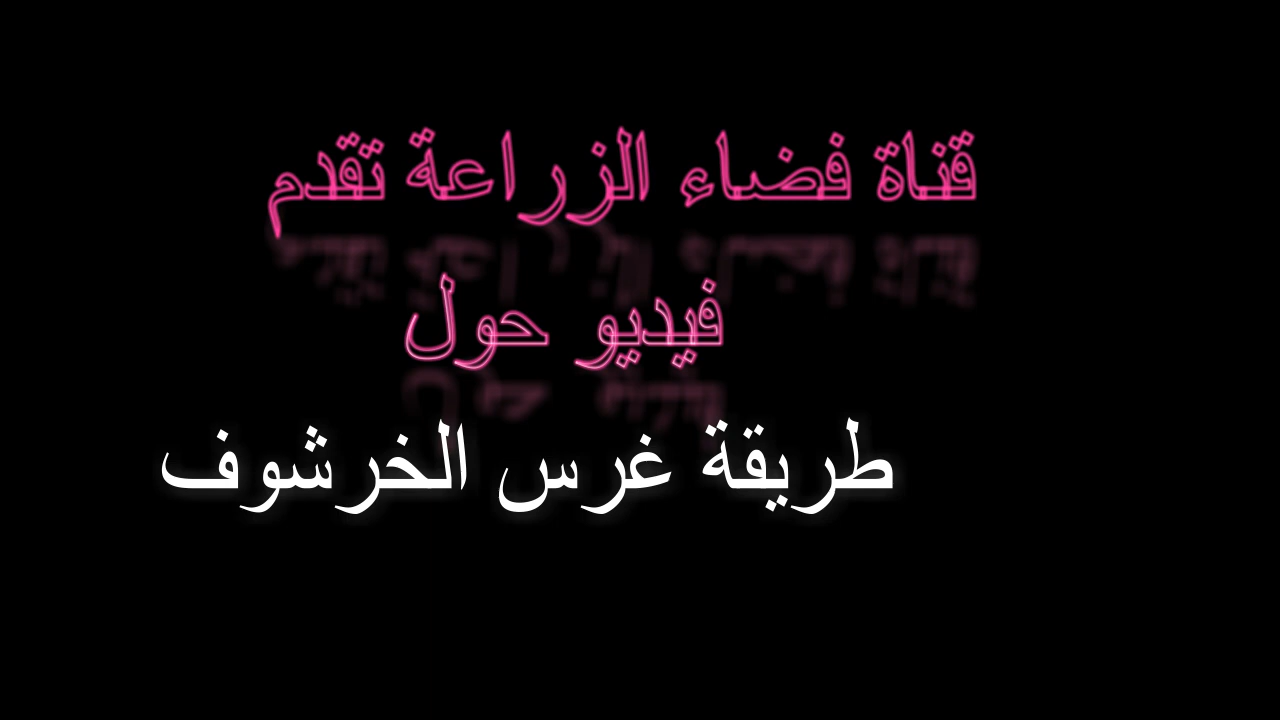 قناة فضاء الزراعة تقدم
فيديو حول
طريقة غرس الخرشوف